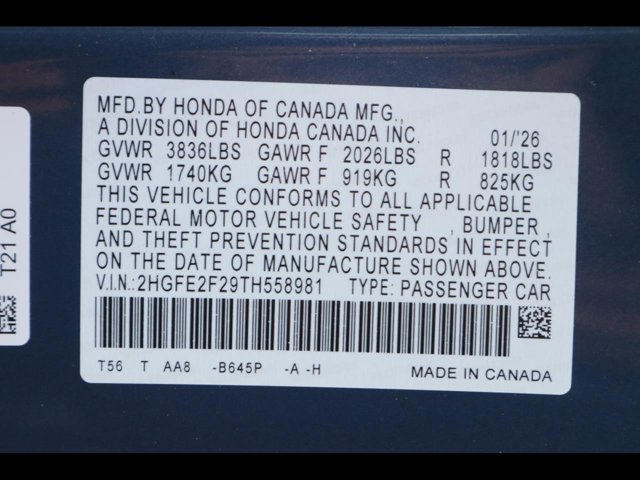 MFD.BY HONDA OF CANADA MFG.,
A DIVISION OF HONDA CANADA INC. 01/'26
GVWR 3836LBS GAWR F 2026LBS R 1818LBS
GVWR 1740KG GAWR F 919KG R 825KG
THIS VEHICLE CONFORMS TO ALL APPLICABLE
FEDERAL MOTOR VEHICLE SAFETY , BUMPER ,
AND THEFT PREVENTION STANDARDS IN EFFECT
ON THE DATE OF MANUFACTURE SHOWN ABOVE.
V.I.N.:2HGFE2F29TH558981 TYPE: PASSENGER CAR
T56 T AA8 -B645P -A -H MADE IN CANADA
T21 A0